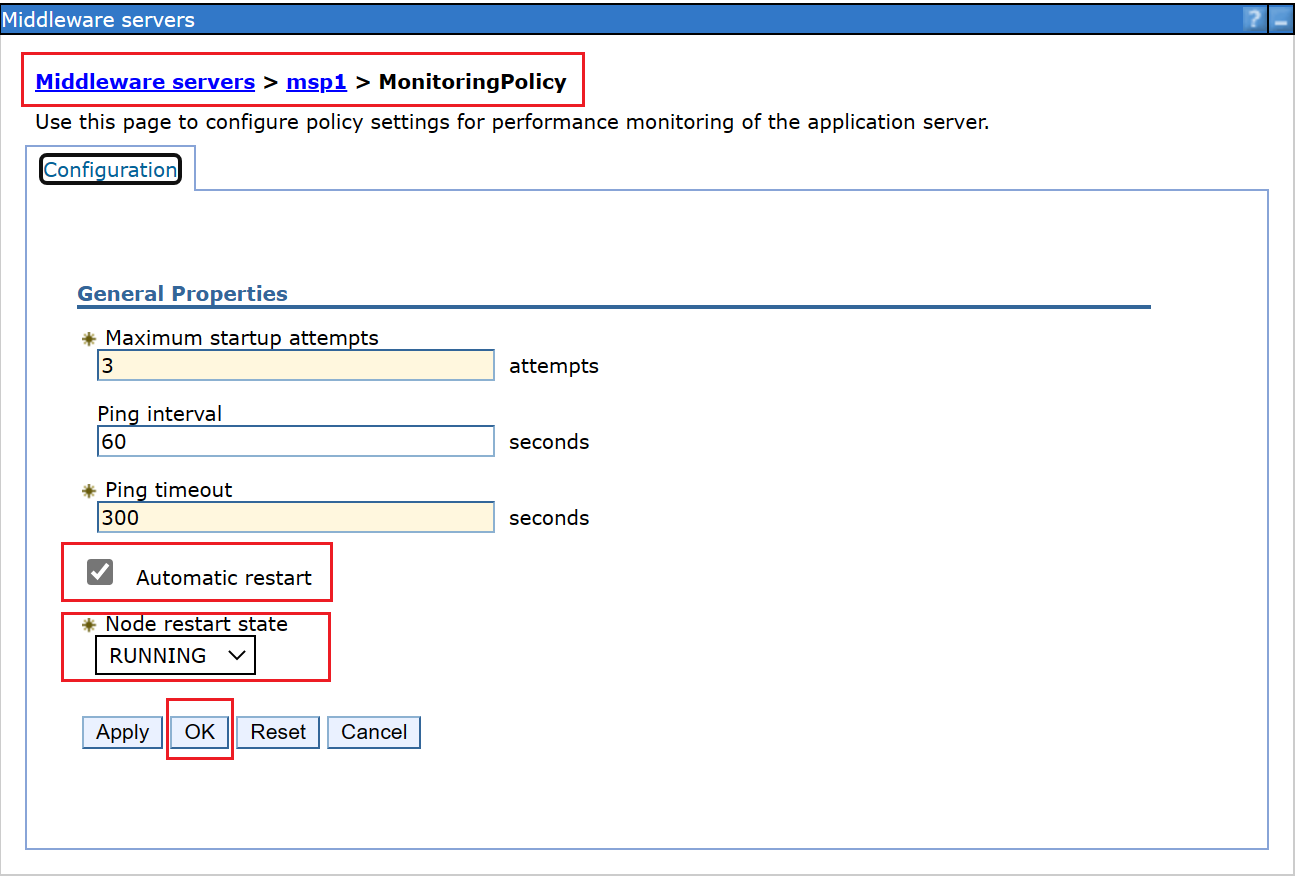 Middleware servers ?
Middleware servers > msp1 > MonitoringPolicy
Use this page to configure policy settings for performance monitoring of the application server.
Configuration
General Properties
Maximum startup attempts
3 attempts
Ping interval
60 seconds
Ping timeout
300 seconds
Automatic restart
Node restart state
RUNNING
Apply OK Reset Cancel